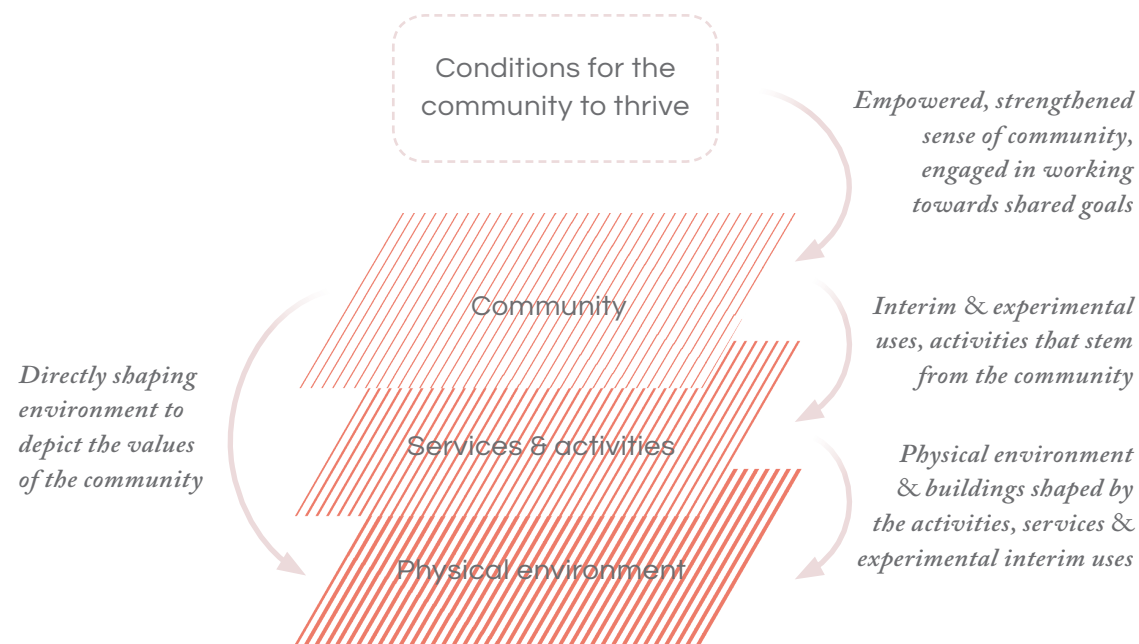 Conditions for the
community to thrive
Empowered, strengthened
sense of community,
engaged in working
towards shared goals
Community
Interim & experimental
uses, activities that stem
from the community
Directly shaping
environment to
depict the values
of the community
Services & activities
Physical environment
& buildings shaped by
the activities, services &
experimental interim uses
Physical environment